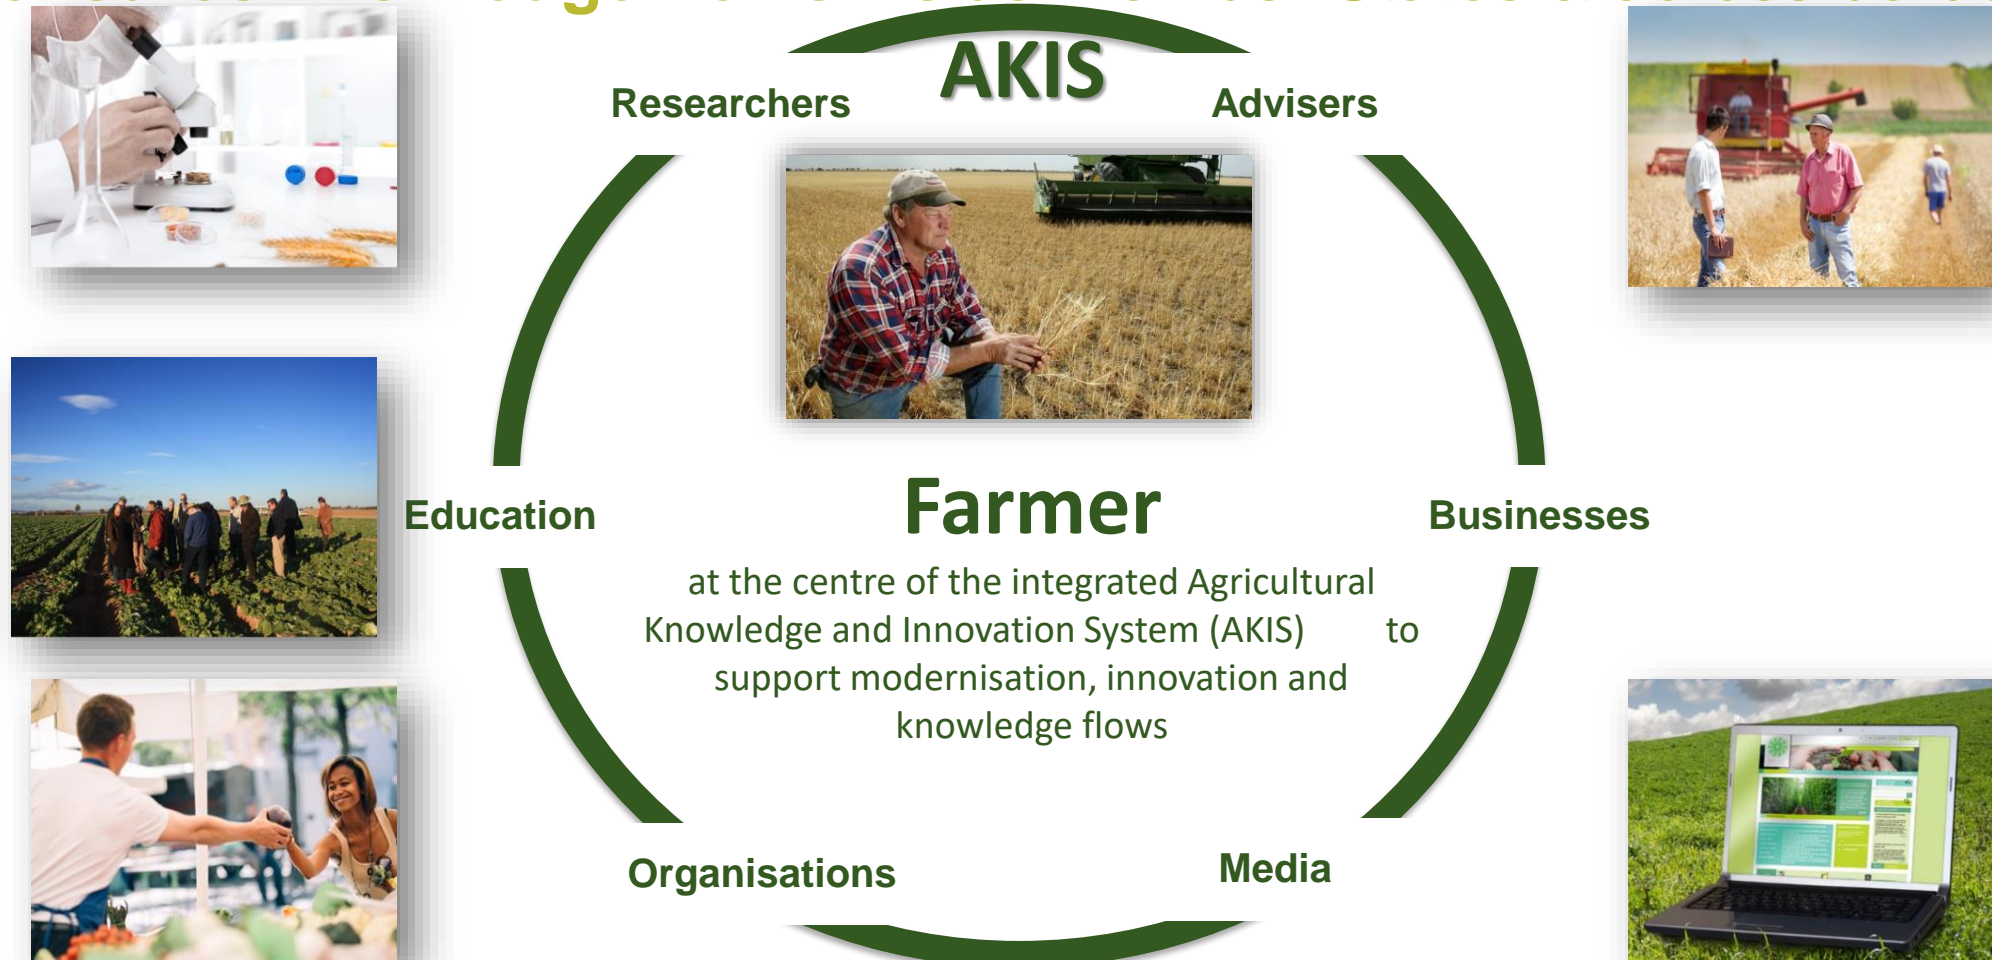 AKIS
Researchers
Advisers
Education
Farmer
Businesses
at the centre of the integrated Agricultural
Knowledge and Innovation System (AKIS) to
support modernisation, innovation and
knowledge flows
Organisations
Media